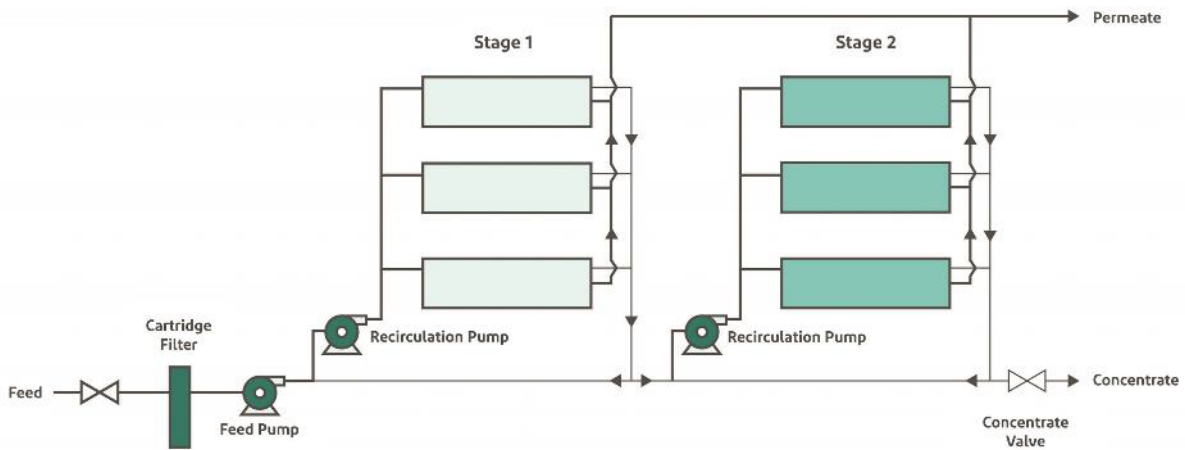 Permeate
Stage 1
Stage 2
Cartridge
Filter
Recirculation Pump
Recirculation Pump
Feed
Feed Pump
Concentrate
Concentrate
Valve